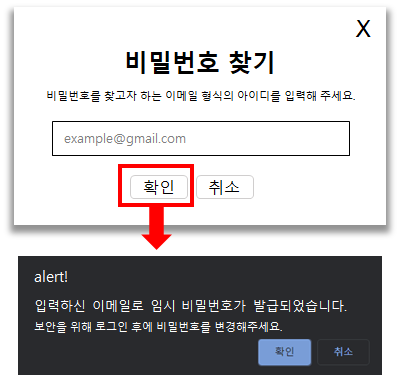 X
비밀번호 찾기
비밀번호를 찾고자 하는 이메일 형식의 아이디를 입력해 주세요.
example@gmail.com
확인 취소
alert!
입력하신 이메일로 임시 비밀번호가 발급되었습니다.
보안을 위해 로그인 후에 비밀번호를 변경해주세요.
확인 취소